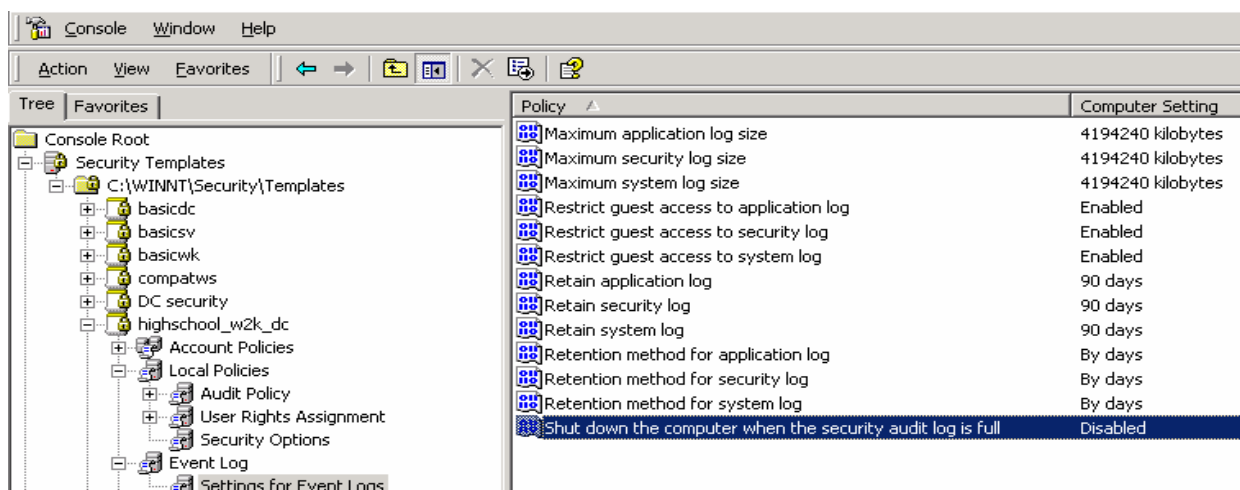 Console Window Help
Action View Favorites
Tree Favorites
Console Root
Security Templates
C:\WINNT\Security\Templates
basicdc
basicsv
basicwk
compatws
DC security
highschool_w2k_dc
Account Policies
Local Policies
Audit Policy
User Rights Assignment
Security Options
Event Log
Settings for Event Logs
Policy Computer Setting
Maximum application log size 4194240 kilobytes
Maximum security log size 4194240 kilobytes
Maximum system log size 4194240 kilobytes
Restrict guest access to application log Enabled
Restrict guest access to security log Enabled
Restrict guest access to system log Enabled
Retain application log 90 days
Retain security log 90 days
Retain system log 90 days
Retention method for application log By days
Retention method for security log By days
Retention method for system log By days
Shut down the computer when the security audit log is full Disabled